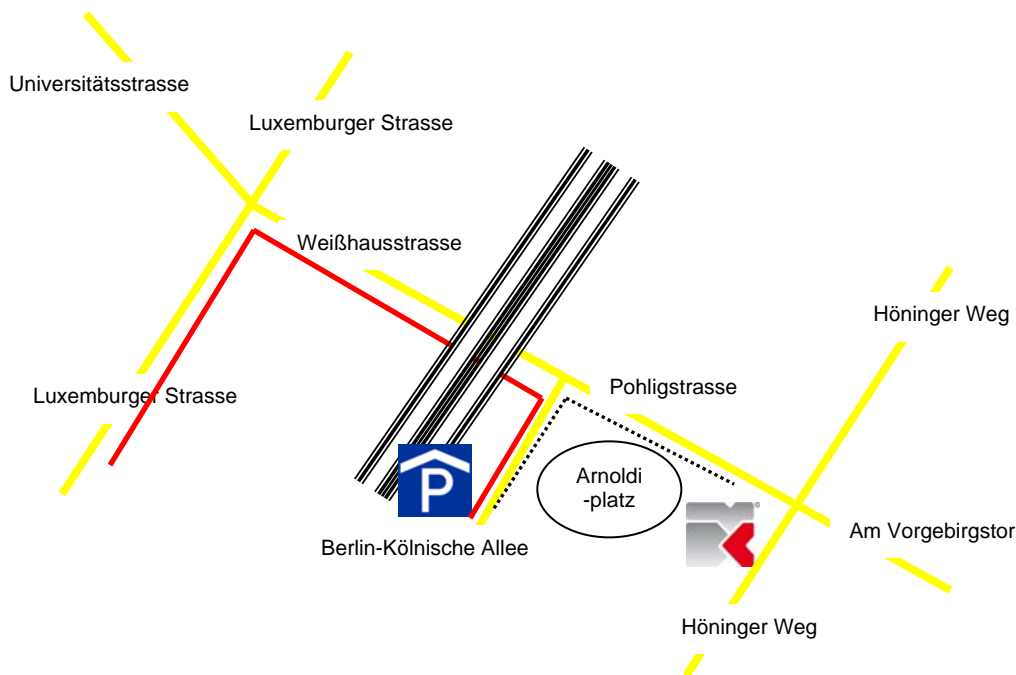 Universitätsstrasse
Luxemburger Strasse
Weißhausstrasse
Höninger Weg
Luxemburger Strasse
Pohligstrasse
P
Arnoldi
-platz
®
Am Vorgebirgstor
Berlin-Kölnische Allee
Höninger Weg